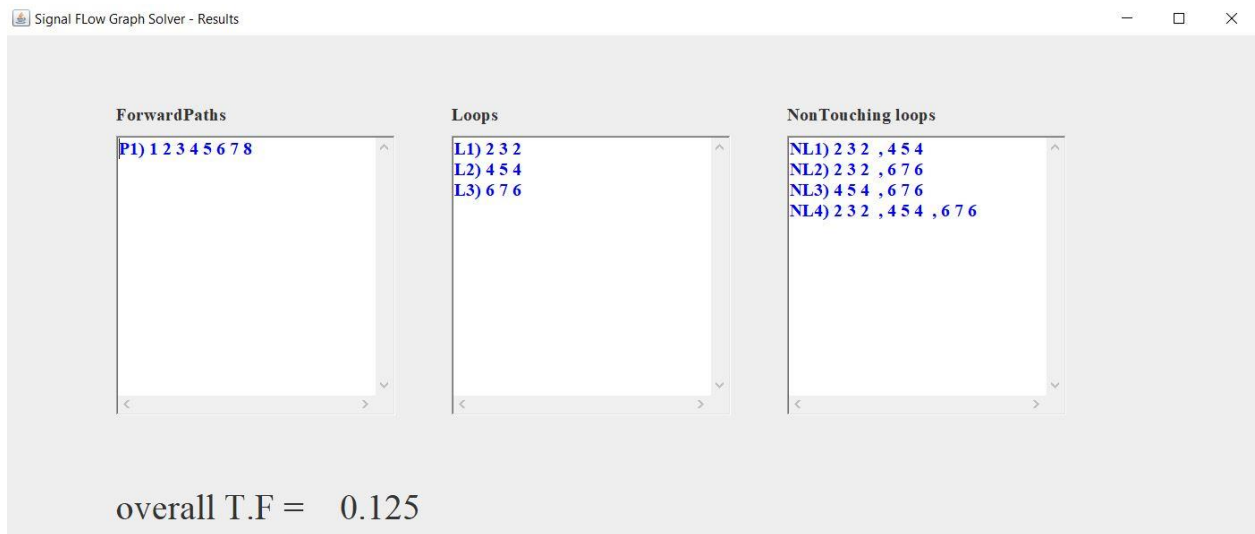 Signal FLow Graph Solver - Results
ForwardPaths
P1) 1 2 3 4 5 6 7 8
Loops
L1) 2 3 2
L2) 4 5 4
L3) 6 7 6
NonTouching loops
NL1) 2 3 2 , 4 5 4
NL2) 2 3 2 , 6 7 6
NL3) 4 5 4 , 6 7 6
NL4) 2 3 2 , 4 5 4 , 6 7 6
overall T.F = 0.125